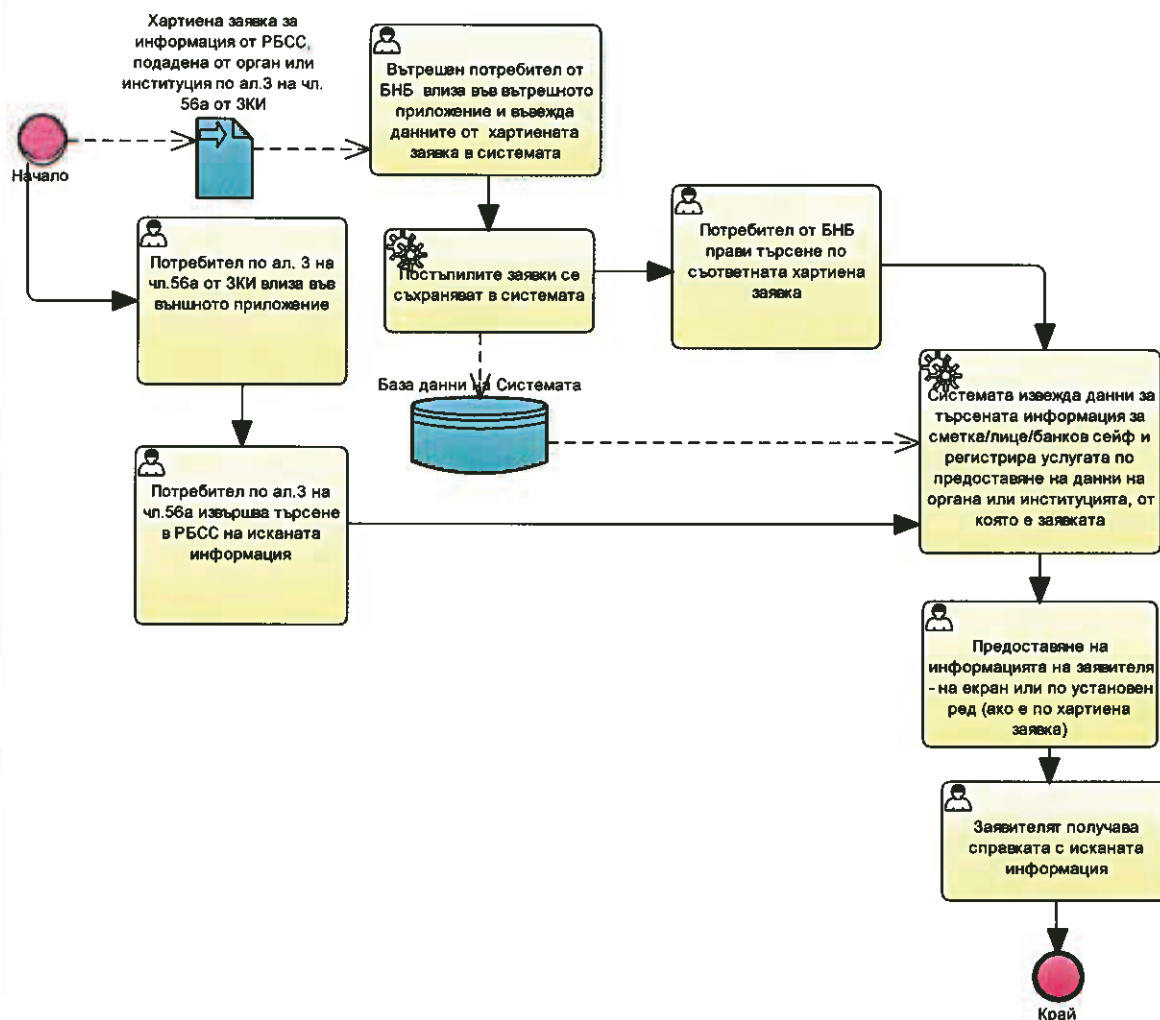 Хартиена заявка за
информация от РБСС,
подадена от орган или
институция по ал.3 на чл.
56а от ЗКИ
Начало
Вътрешен потребител от
БНБ влиза във вътрешното
приложение и въвежда
данните от хартиената
заявка в системата
Потребител по ал. 3 на
чл.56а от ЗКИ влиза във
външното приложение
Постъпилите заявки се
съхраняват в системата
Потребител от БНБ
прави търсене по
съответната хартиена
заявка
База данни на Системата
Потребител по ал.3 на
чл.56а извършва търсене
в РБСС на исканата
информация
Системата извежда данни за
търсената информация за
сметка/лице/банков сейф и
регистрира услугата по
предоставяне на данни на
органа или институцията, от
която е заявката
Предоставяне на
информацията на заявителя
- на екран или по установен
ред (ако е по хартиена
заявка)
Заявителят получава
справката с исканата
информация
Край